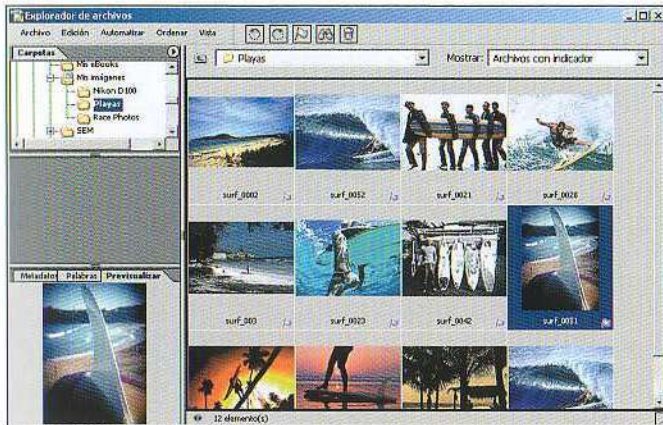 Explorador de archivos
Archivo Edición Automatizar Ordenar Vista
Carpetas
Playas
Mostrar: Archivos con indicador
Mis eBooks
Mis imágenes
Nikon D100
Playas
Race Photos
SEM
surf_0002 surf_0052 surf_0021 surf_0028
surf_003 surf_0023 surf_0042 surf_0051
Metadatos Palabras Previsualizar
12 elemento(s)